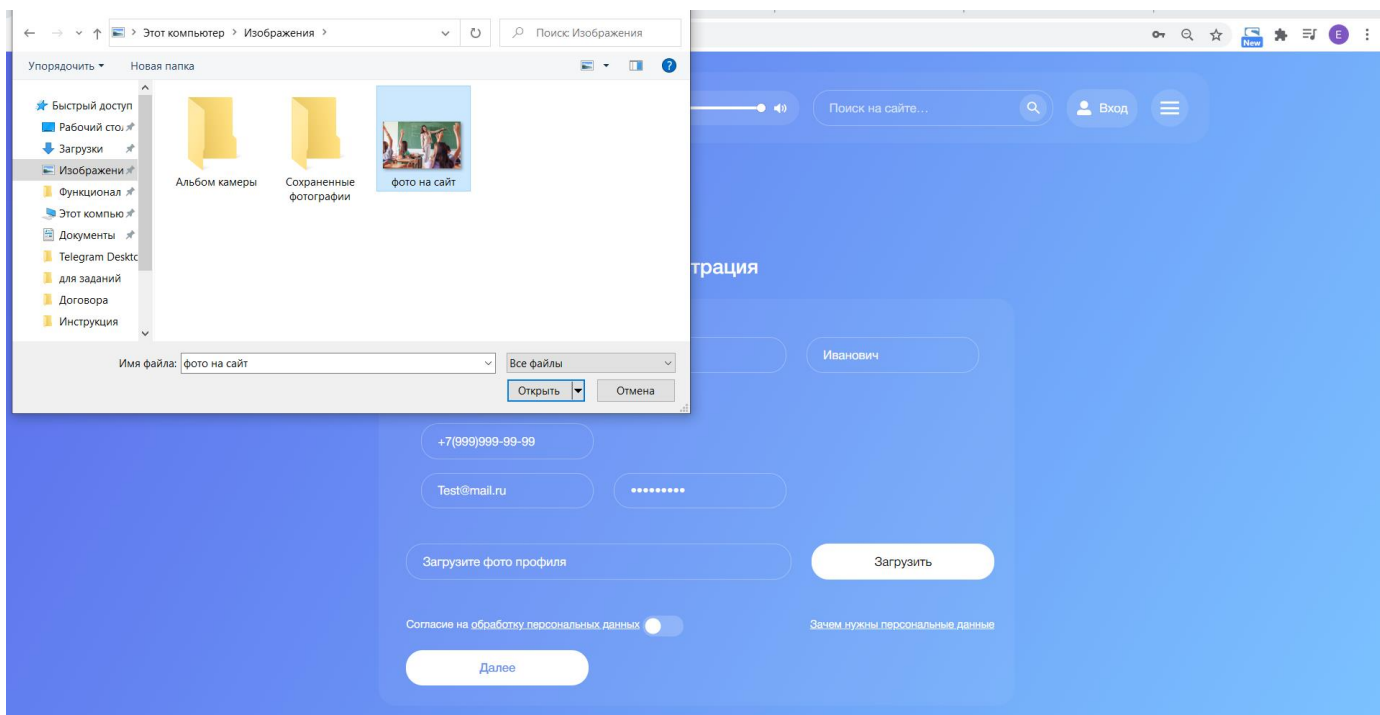 Этот компьютер > Изображения >
Поиск: Изображения
New
E
Упорядочить
Новая папка
Быстрый доступ
Рабочий сто
Загрузки
Изображени
Функционал
Этот компью
Документы
Telegram Deskto
для заданий
Договора
Инструкция
Альбом камеры
Сохраненные
фотографии
фото на сайт
Имя файла:
фото на сайт
Все файлы
Открыть
Отмена
Поиск на сайте...
Вход
трация
Иванович
+7(999)999-99-99
Test@mail.ru
Загрузите фото профиля
Загрузить
Согласие на обработку персональных данных
Зачем нужны персональные данные
Далее